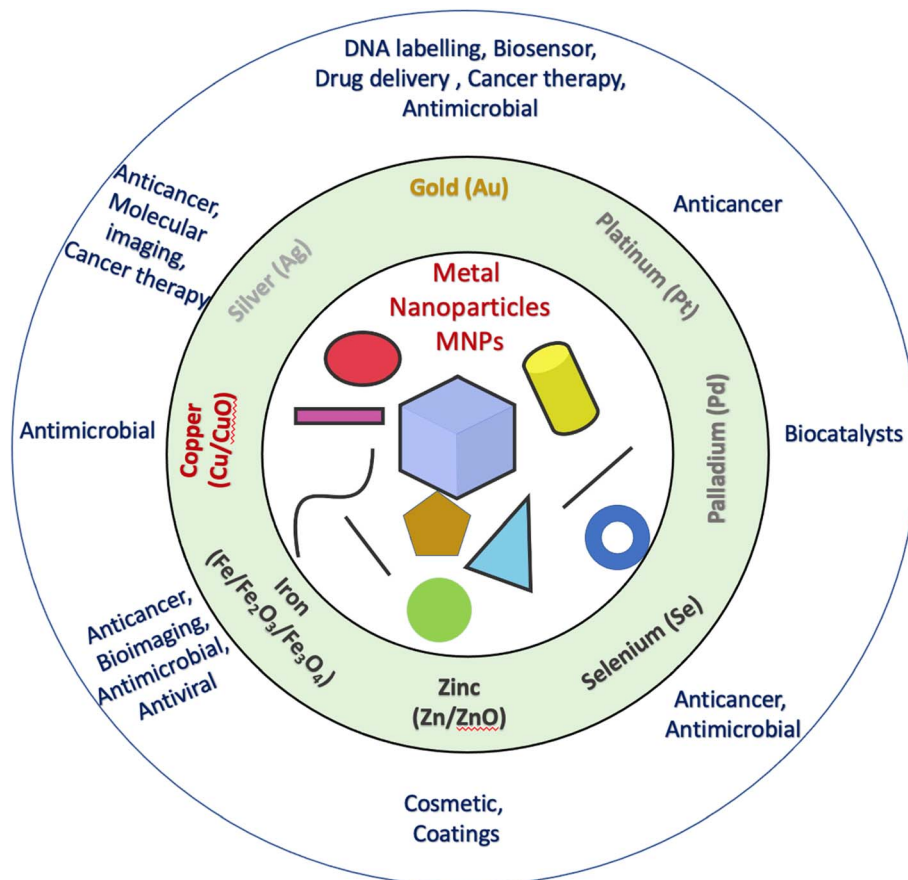 DNA labelling, Biosensor,
Drug delivery , Cancer therapy,
Antimicrobial
Gold (Au)
Anticancer
Platinum (Pt)
Palladium (Pd)
Biocatalysts
Selenium (Se)
Anticancer,
Antimicrobial
Zinc
(Zn/ZnO)
Cosmetic,
Coatings
Iron
(Fe/Fe₂O₃/Fe₃O₄)
Anticancer,
Bioimaging,
Antimicrobial,
Antiviral
Copper
(Cu/CuO)
Antimicrobial
Silver (Ag)
Anticancer,
Molecular
imaging,
Cancer therapy
Metal
Nanoparticles
MNPs